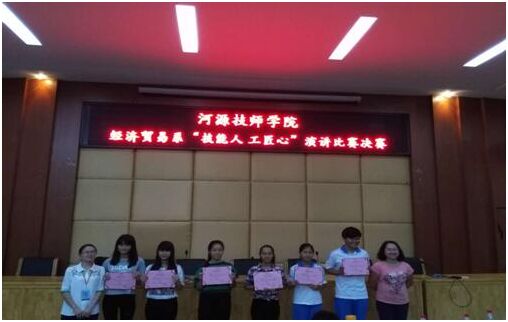 河源技师学院
经济贸易系“技能人 工匠心”演讲比赛决赛